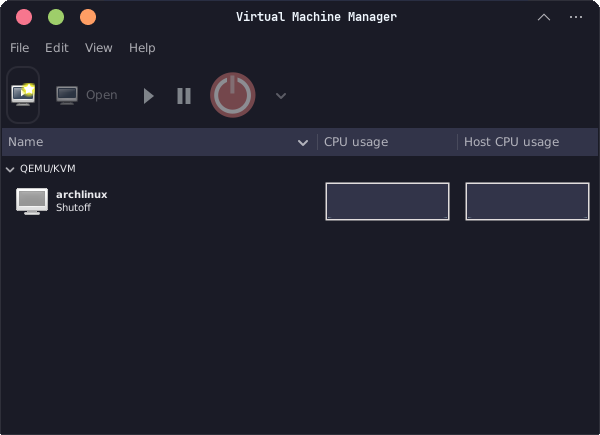 Virtual Machine Manager
File Edit View Help
Open
Name CPU usage Host CPU usage
QEMU/KVM
archlinux
Shutoff